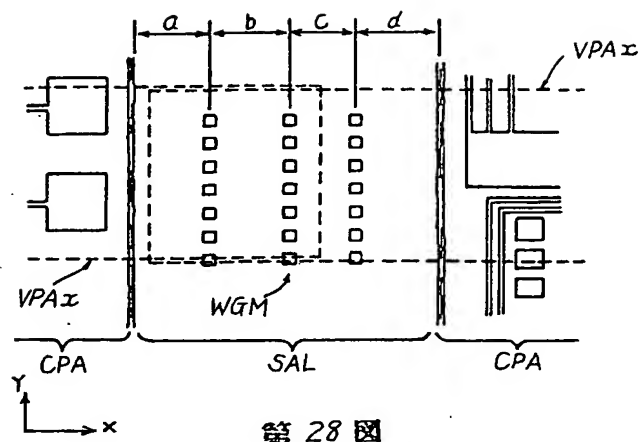 a b c d
VPAx
VPAx
WGM
CPA SAL CPA
Y
x
第 28 図